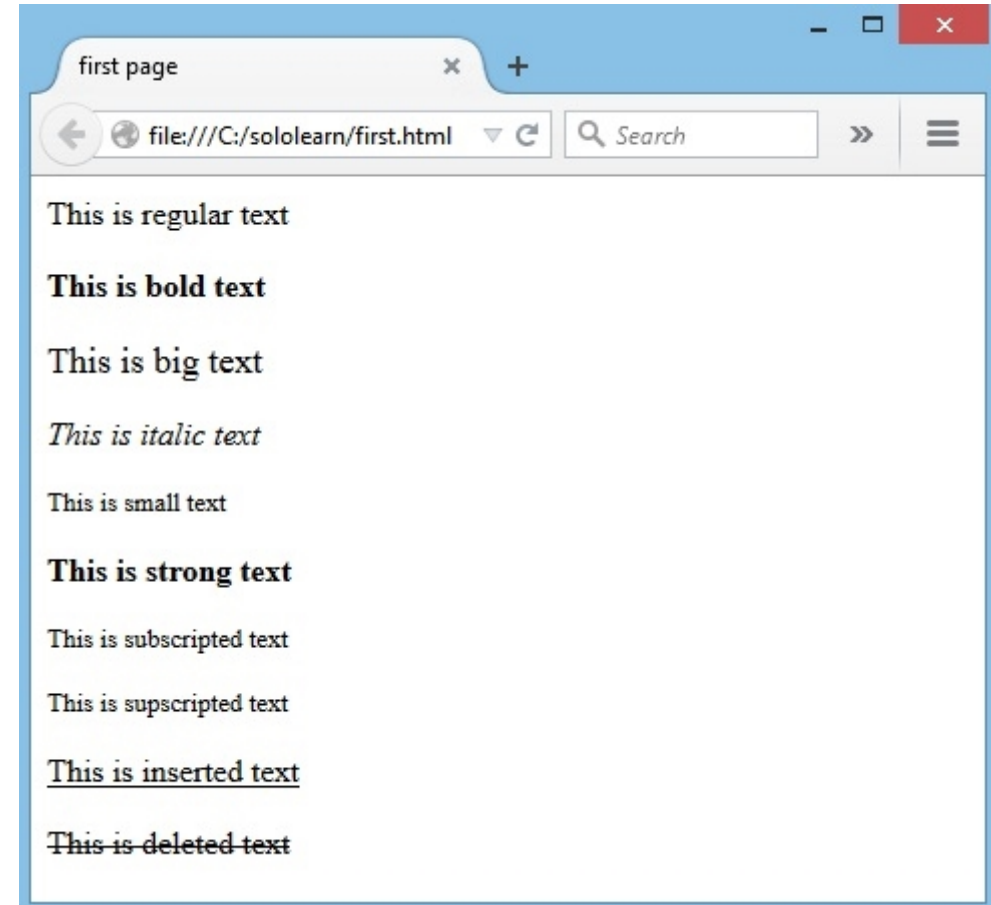 first page
file:///C:/sololearn/first.html
Search
This is regular text
This is bold text
This is big text
This is italic text
This is small text
This is strong text
This is subscripted text
This is supscripted text
This is inserted text
This is deleted text